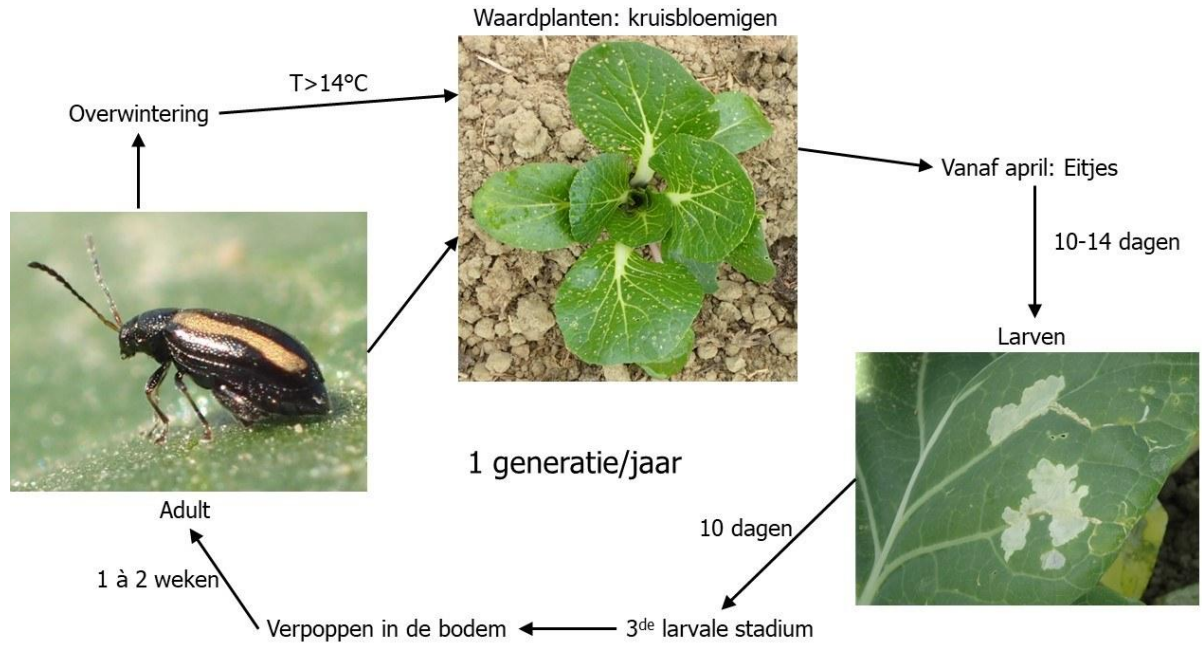 Waardplanten: kruisbloemigen
T>14°C
Overwintering
Vanaf april: Eitjes
10-14 dagen
Larven
1 generatie/jaar
Adult
10 dagen
1 à 2 weken
Verpoppen in de bodem
3de larvale stadium